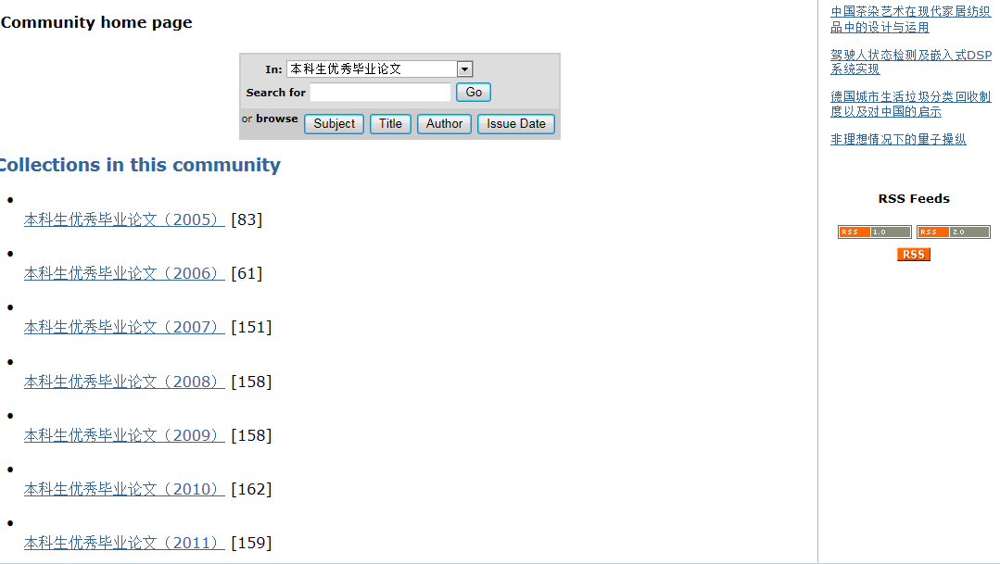 Community home page
In: 本科生优秀毕业论文
Search for Go
or browse Subject Title Author Issue Date
Collections in this community
本科生优秀毕业论文（2005） [83]
本科生优秀毕业论文（2006） [61]
本科生优秀毕业论文（2007） [151]
本科生优秀毕业论文（2008） [158]
本科生优秀毕业论文（2009） [158]
本科生优秀毕业论文（2010） [162]
本科生优秀毕业论文（2011） [159]
中国茶染艺术在现代家居纺织
品中的设计与运用
驾驶人状态检测及嵌入式DSP
系统实现
德国城市生活垃圾分类回收制
度以及对中国的启示
非理想情况下的量子操纵
RSS Feeds
RSS 1.0 RSS 2.0
RSS